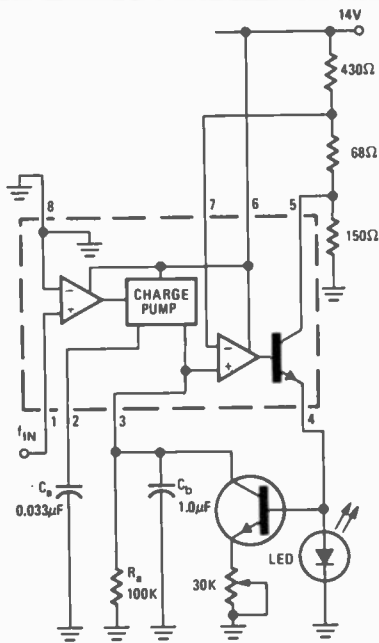 14V
430Ω
8
7
6
5
68Ω
150Ω
CHARGE
PUMP
−
+
−
+
fIN
1
2
3
4
Ca
0.033µF
Cb
1.0µF
Ra
100K
30K
LED